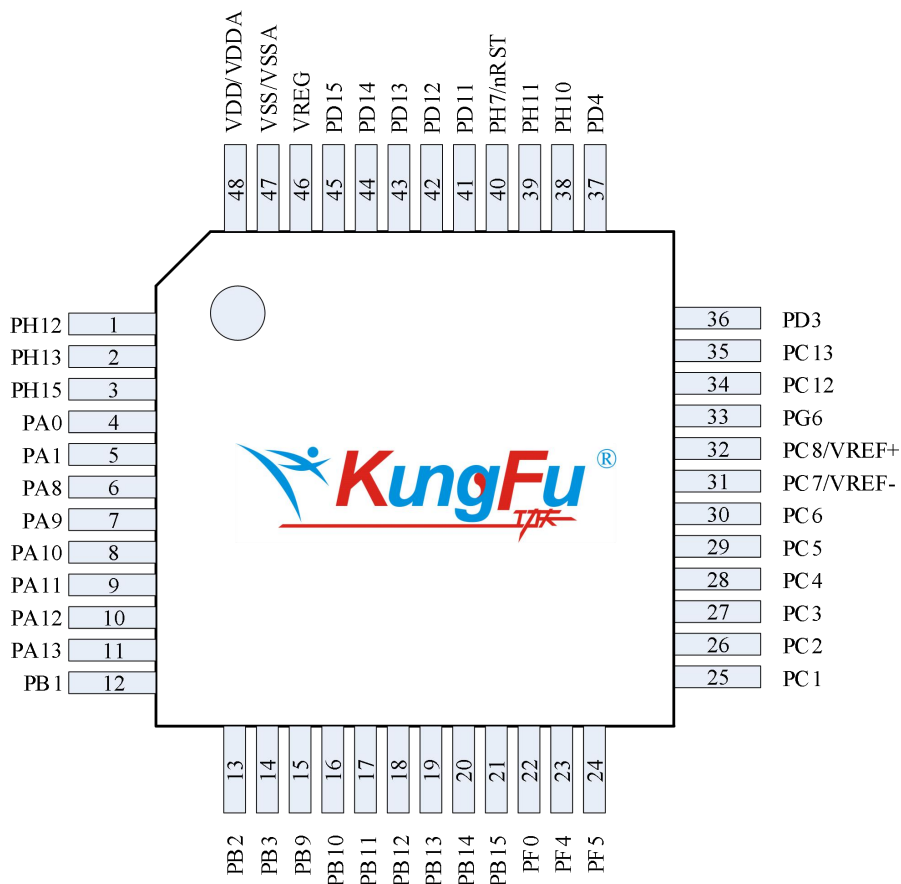 VDD/VDDA
VSS/VSSA
VREG
PD15
PD14
PD13
PD12
PD11
PH7/nRST
PH11
PH10
PD4
48 47 46 45 44 43 42 41 40 39 38 37
PH12 1
PH13 2
PH15 3
PA0 4
PA1 5
PA8 6
PA9 7
PA10 8
PA11 9
PA12 10
PA13 11
PB1 12
KungFu ®
36 PD3
35 PC13
34 PC12
33 PG6
32 PC8/VREF+
31 PC7/VREF-
30 PC6
29 PC5
28 PC4
27 PC3
26 PC2
25 PC1
13 14 15 16 17 18 19 20 21 22 23 24
PB2
PB3
PB9
PB10
PB11
PB12
PB13
PB14
PB15
PF0
PF4
PF5